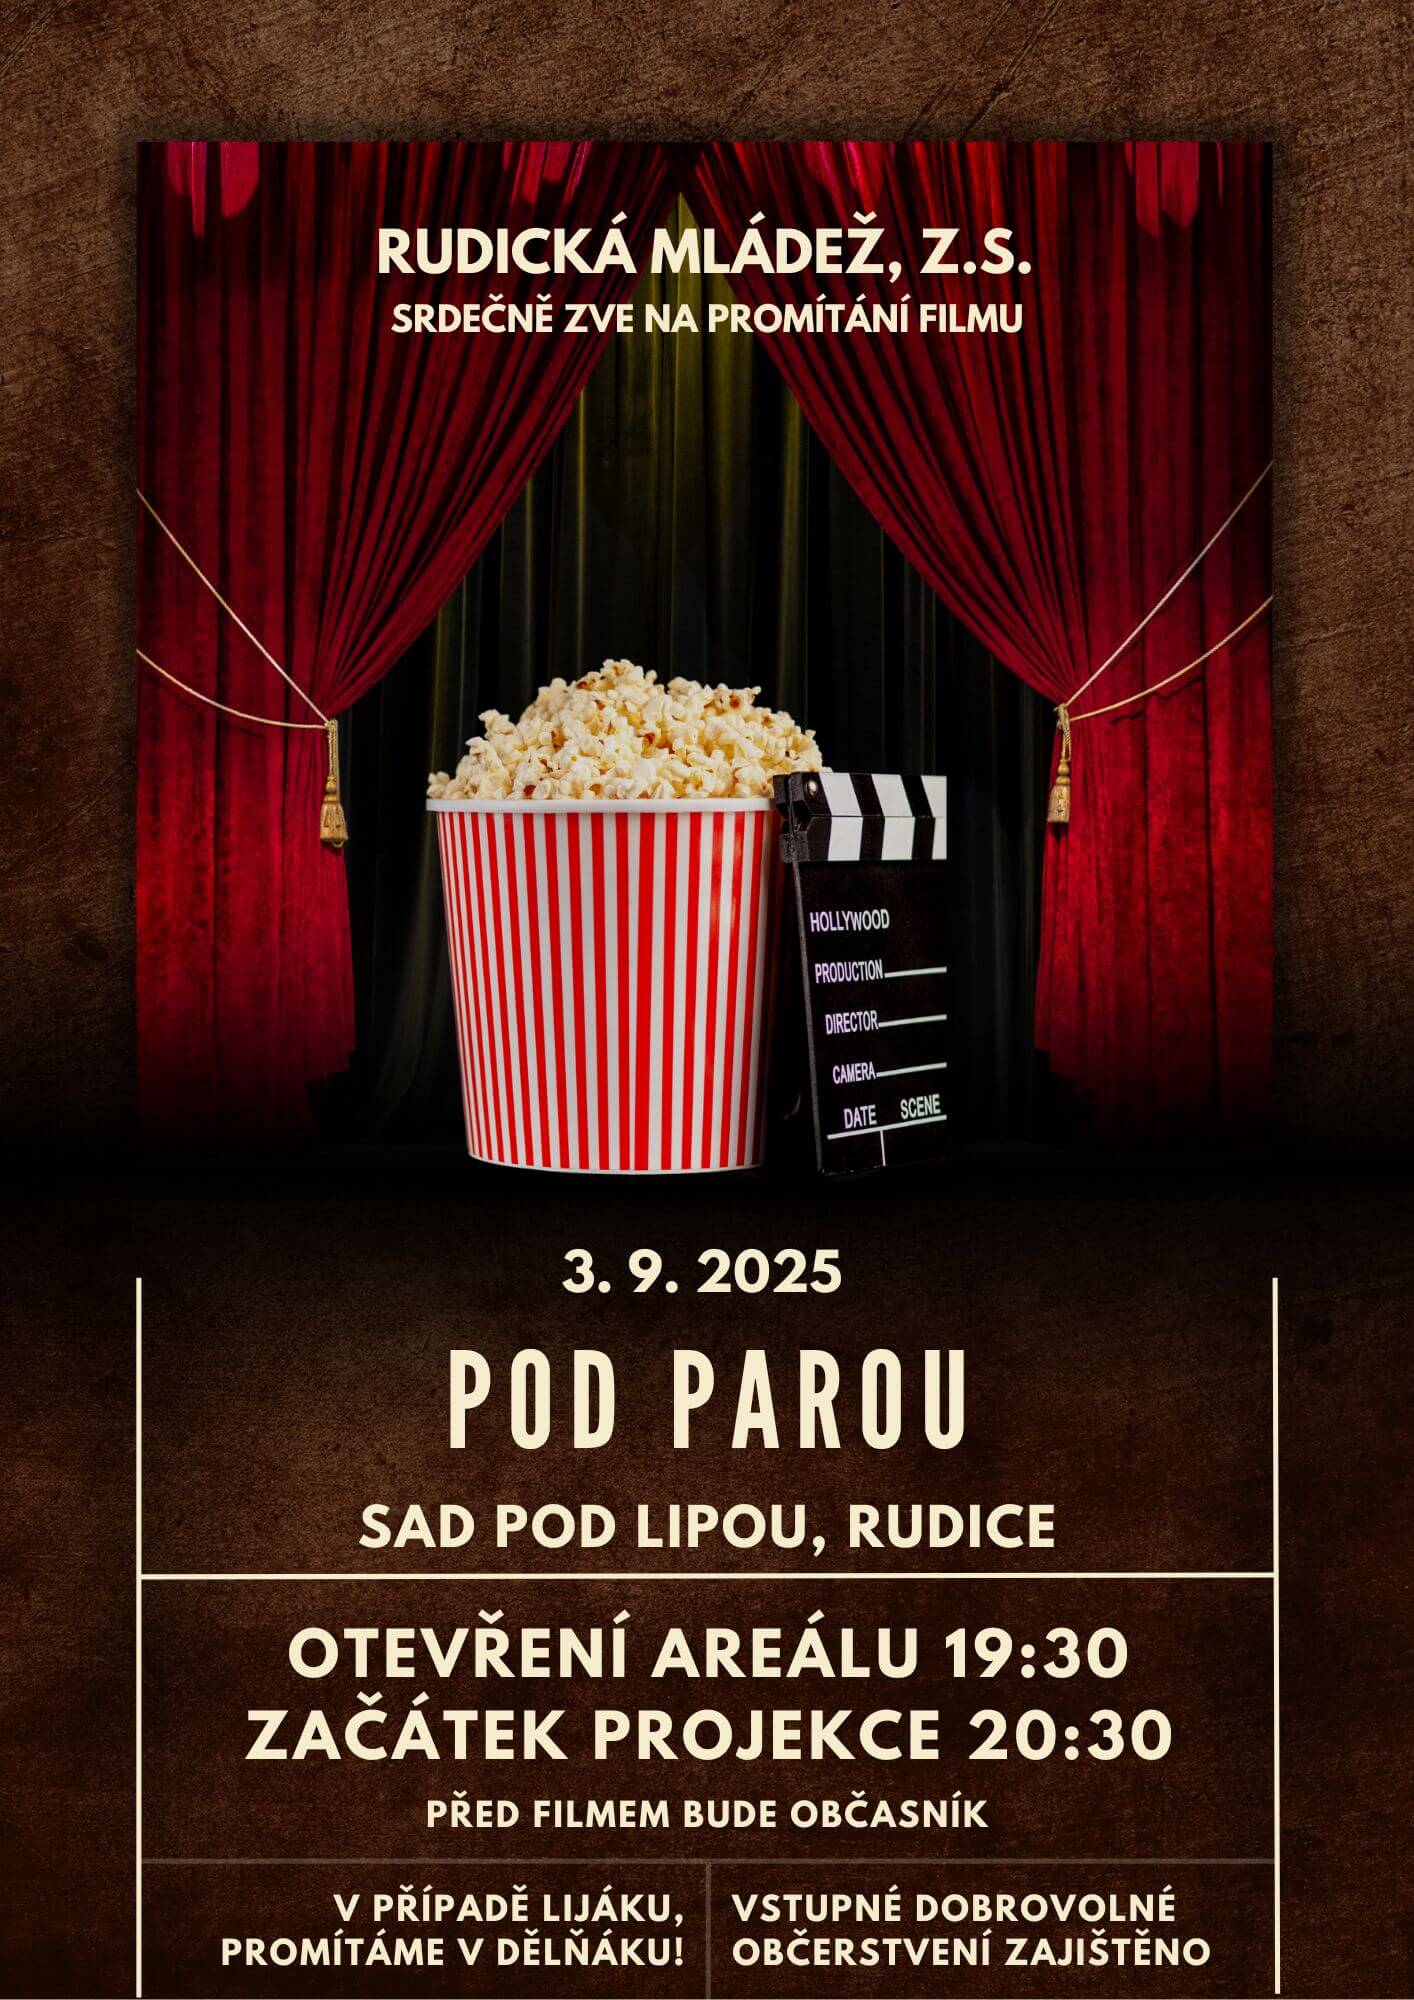 RUDICKÁ MLÁDEŽ, Z.S.
SRDEČNĚ ZVE NA PROMÍTÁNÍ FILMU
HOLLYWOOD
PRODUCTION
DIRECTOR
CAMERA
DATE SCENE
3. 9. 2025
POD PAROU
SAD POD LIPOU, RUDICE
OTEVŘENÍ AREÁLU 19:30
ZAČÁTEK PROJEKCE 20:30
PŘED FILMEM BUDE OBČASNÍK
V PŘÍPADĚ LIJÁKU,
PROMÍTÁME V DĚLŇÁKU!
VSTUPNÉ DOBROVOLNÉ
OBČERSTVENÍ ZAJIŠTĚNO